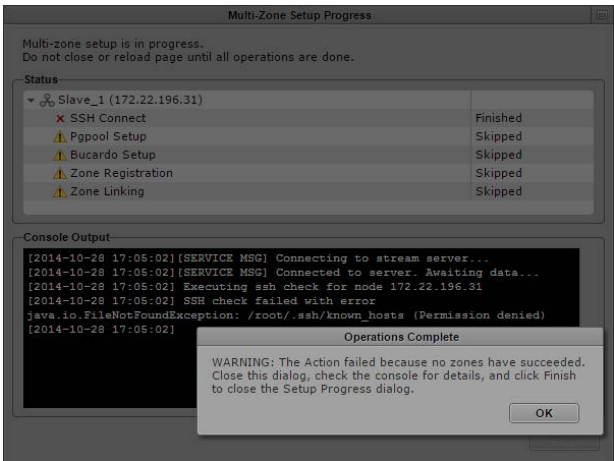 Multi-Zone Setup Progress
Multi-zone setup is in progress.
Do not close or reload page until all operations are done.
Status
Slave_1 (172.22.196.31)
SSH Connect Finished
Pgpool Setup Skipped
Bucardo Setup Skipped
Zone Registration Skipped
Zone Linking Skipped
Console Output
[2014-10-28 17:05:02][SERVICE MSG] Connecting to stream server...
[2014-10-28 17:05:02][SERVICE MSG] Connected to server. Awaiting data...
[2014-10-28 17:05:02] Executing ssh check for node 172.22.196.31
[2014-10-28 17:05:02] SSH check failed with error
java.io.FileNotFoundException: /root/.ssh/known_hosts (Permission denied)
[2014-10-28 17:05:02]
Operations Complete
WARNING: The Action failed because no zones have succeeded.
Close this dialog, check the console for details, and click Finish
to close the Setup Progress dialog.
OK